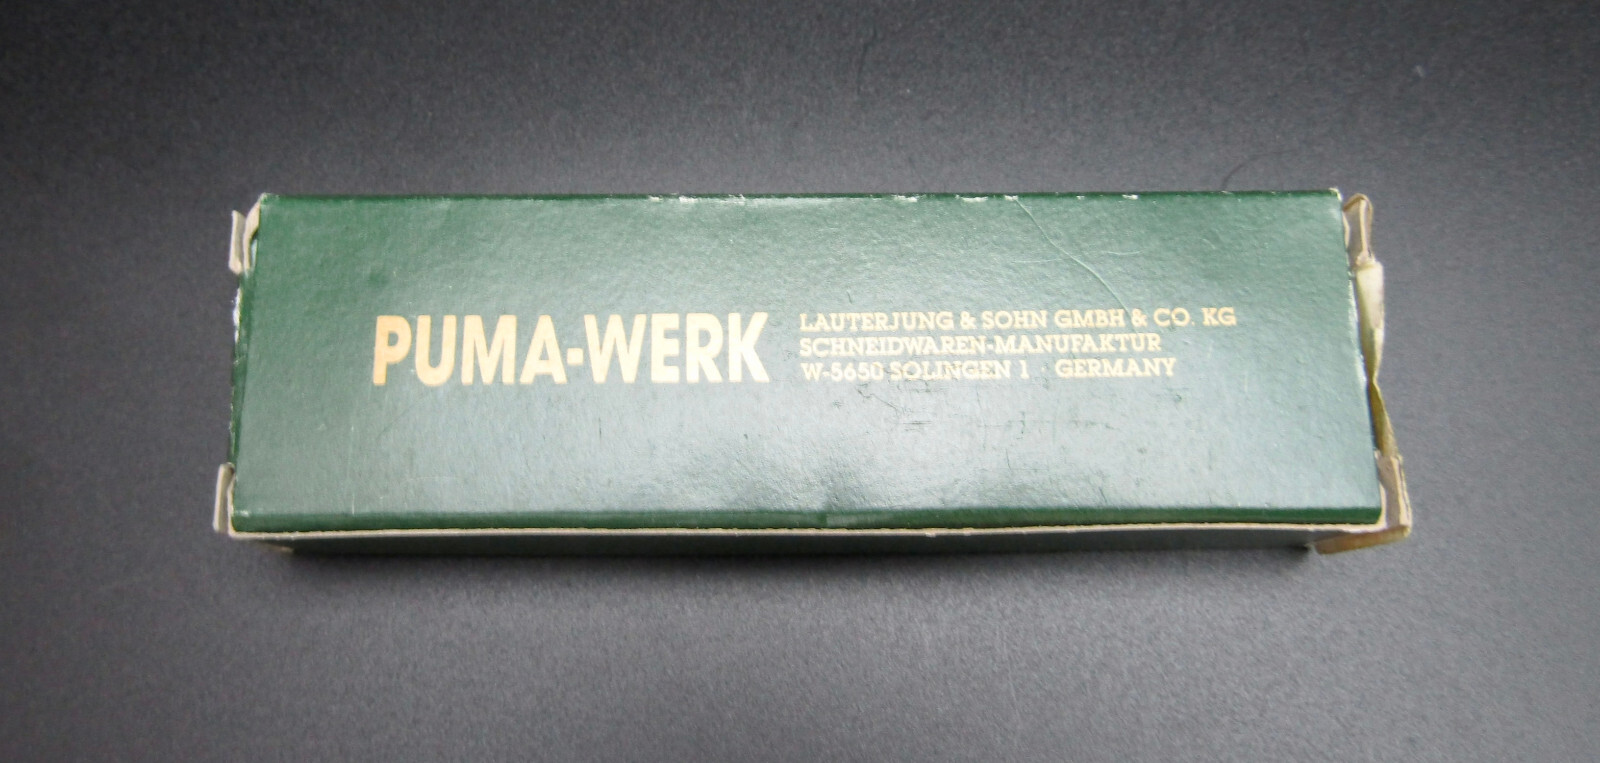 PUMA-WERK
LAUTERJUNG & SOHN GMBH & CO. KG
SCHNEIDWAREN-MANUFAKTUR
W-5650 SOLINGEN 1 · GERMANY